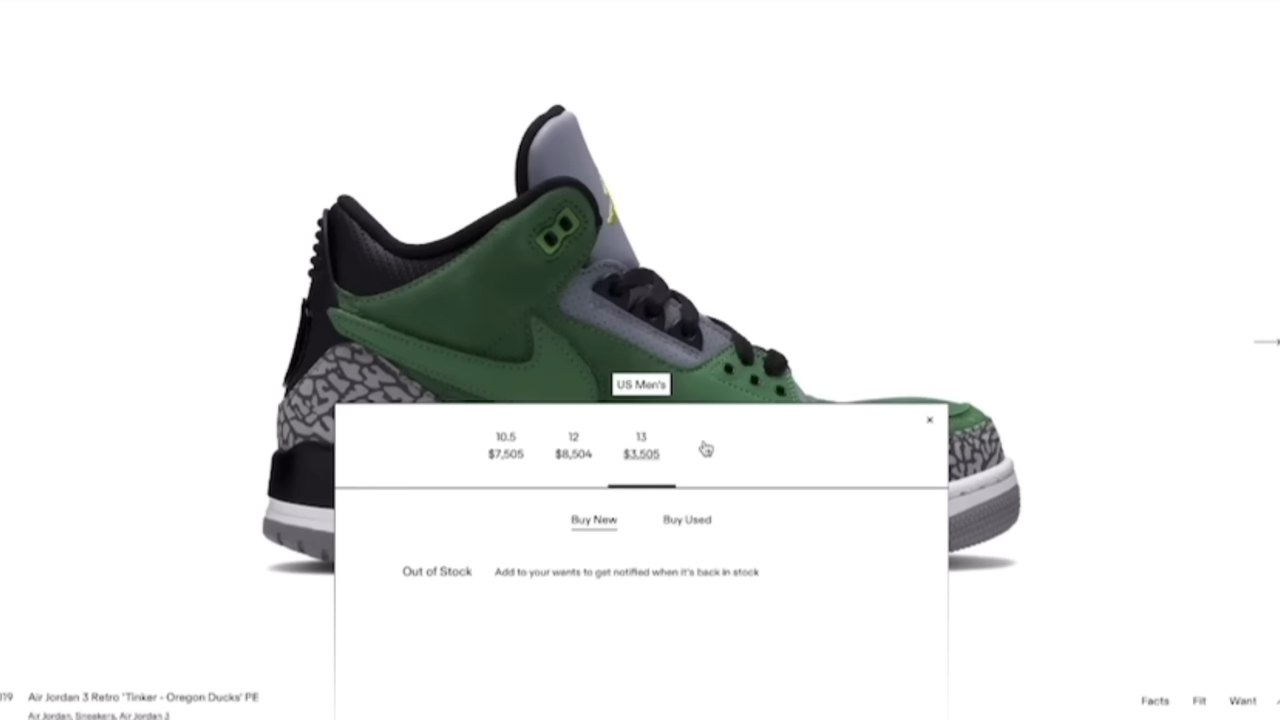 US Men's
×
10.5 12 13
$7,505 $8,504 $3,505
Buy New Buy Used
Out of Stock Add to your wants to get notified when it's back in stock
Air Jordan 3 Retro 'Tinker - Oregon Ducks' PE
Air Jordan, Sneakers, Air Jordan 3
Facts Fit Want